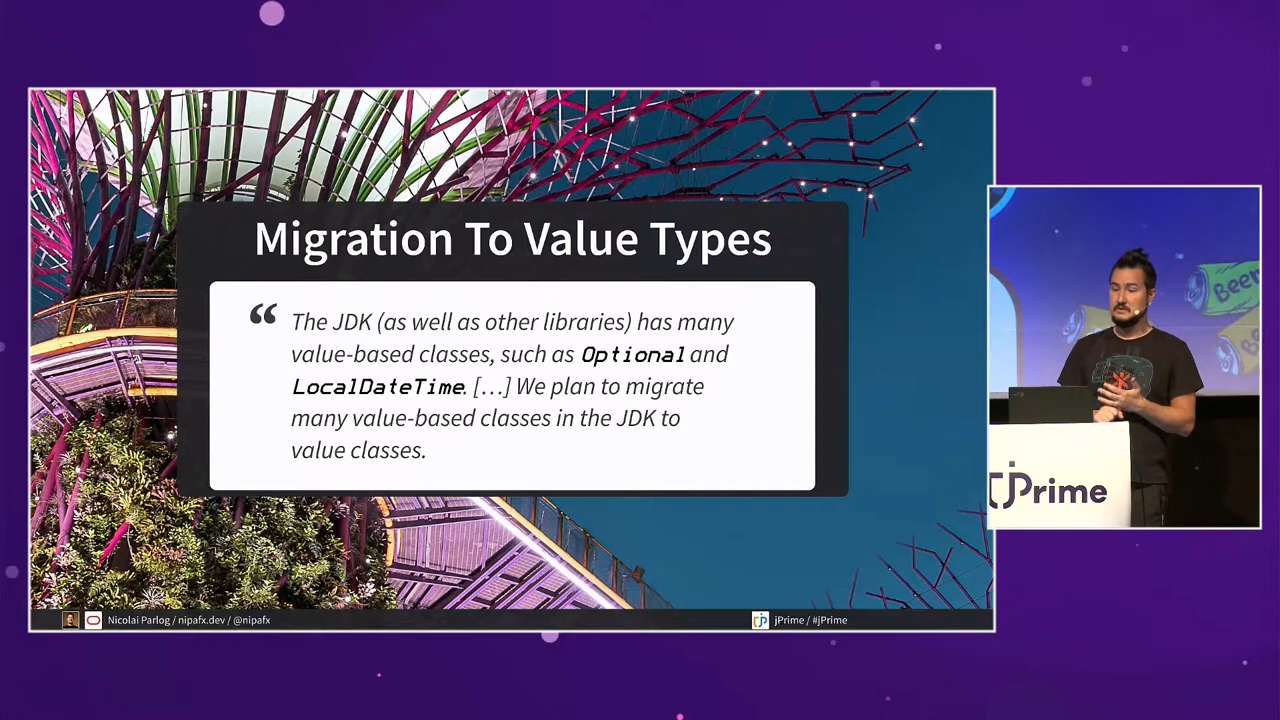 Migration To Value Types
“ The JDK (as well as other libraries) has many
value-based classes, such as Optional and
LocalDateTime. […] We plan to migrate
many value-based classes in the JDK to
value classes.
Nicolai Parlog / nipafx.dev / @nipafx
jPrime / #jPrime
Beer
jPrime